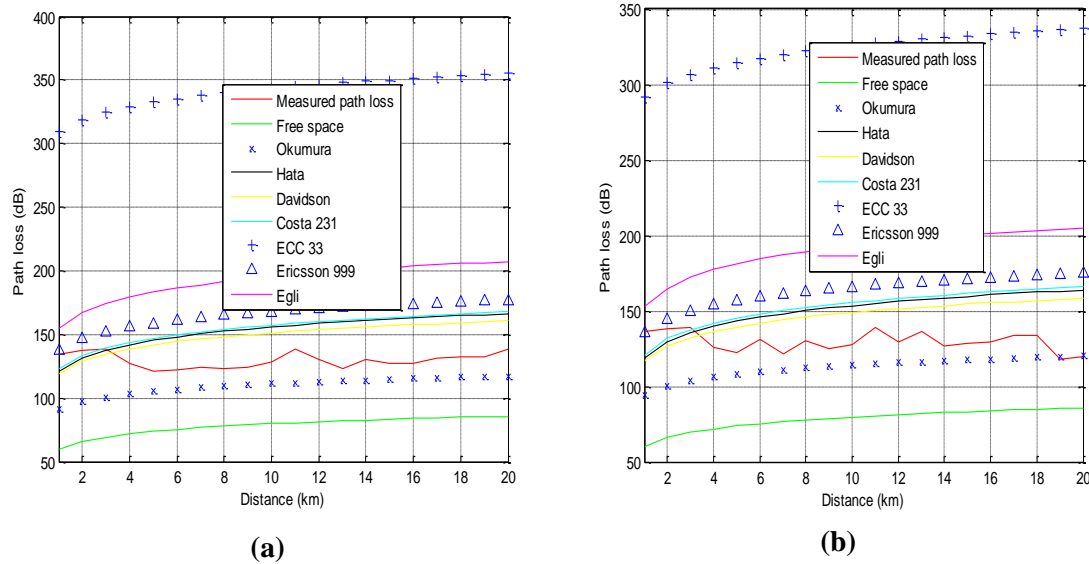 400
350
300
250
200
150
100
50
Path loss (dB)
2 4 6 8 10 12 14 16 18 20
Distance (km)
Measured path loss
Free space
Okumura
Hata
Davidson
Costa 231
ECC 33
Ericsson 999
Egli
(a)
350
300
250
200
150
100
50
Path loss (dB)
2 4 6 8 10 12 14 16 18 20
Distance (km)
Measured path loss
Free space
Okumura
Hata
Davidson
Costa 231
ECC 33
Ericsson 999
Egli
(b)